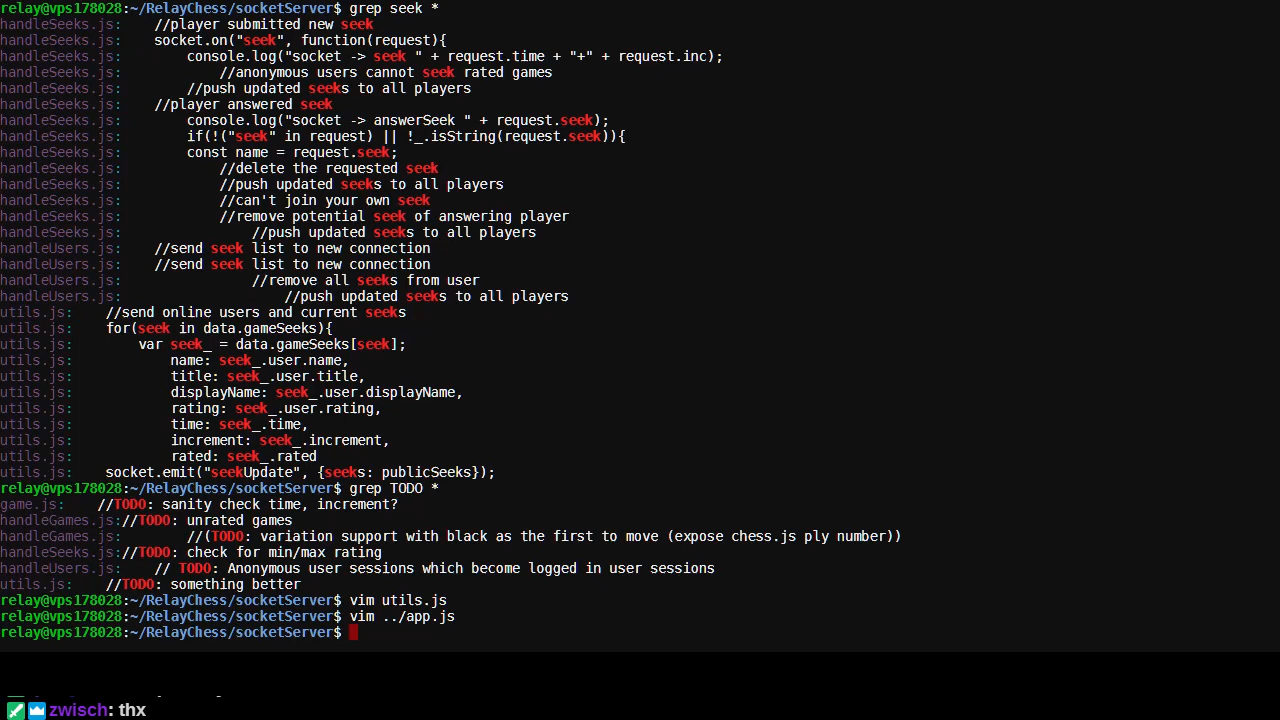 relay@vps178028:~/RelayChess/socketServer$ grep seek *
handleSeeks.js:    //player submitted new seek
handleSeeks.js:    socket.on("seek", function(request){
handleSeeks.js:        console.log("socket -> seek " + request.time + "+" + request.inc);
handleSeeks.js:            //anonymous users cannot seek rated games
handleSeeks.js:        //push updated seeks to all players
handleSeeks.js:    //player answered seek
handleSeeks.js:        console.log("socket -> answerSeek " + request.seek);
handleSeeks.js:        if(!("seek" in request) || !_.isString(request.seek)){
handleSeeks.js:        const name = request.seek;
handleSeeks.js:            //delete the requested seek
handleSeeks.js:            //push updated seeks to all players
handleSeeks.js:            //can't join your own seek
handleSeeks.js:            //remove potential seek of answering player
handleSeeks.js:                //push updated seeks to all players
handleUsers.js:    //send seek list to new connection
handleUsers.js:    //send seek list to new connection
handleUsers.js:                //remove all seeks from user
handleUsers.js:                    //push updated seeks to all players
utils.js:    //send online users and current seeks
utils.js:    for(seek in data.gameSeeks){
utils.js:        var seek_ = data.gameSeeks[seek];
utils.js:            name: seek_.user.name,
utils.js:            title: seek_.user.title,
utils.js:            displayName: seek_.user.displayName,
utils.js:            rating: seek_.user.rating,
utils.js:            time: seek_.time,
utils.js:            increment: seek_.increment,
utils.js:            rated: seek_.rated
utils.js:    socket.emit("seekUpdate", {seeks: publicSeeks});
relay@vps178028:~/RelayChess/socketServer$ grep TODO *
game.js:    //TODO: sanity check time, increment?
handleGames.js://TODO: unrated games
handleGames.js:        //(TODO: variation support with black as the first to move (expose chess.js ply number))
handleSeeks.js://TODO: check for min/max rating
handleUsers.js:    // TODO: Anonymous user sessions which become logged in user sessions
utils.js:    //TODO: something better
relay@vps178028:~/RelayChess/socketServer$ vim utils.js
relay@vps178028:~/RelayChess/socketServer$ vim ../app.js
relay@vps178028:~/RelayChess/socketServer$
zwisch: thx